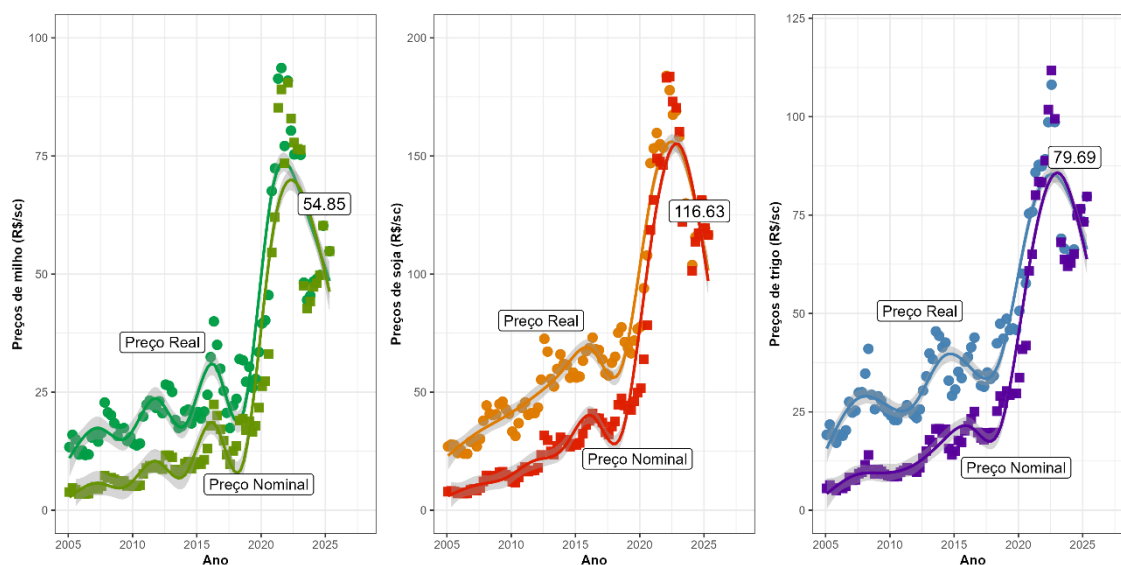 Preços de milho (R$/sc)
100
75
50
25
0
54.85
Preço Real
Preço Nominal
2005
2010
2015
2020
2025
Ano
Preços de soja (R$/sc)
200
150
100
50
0
116.63
Preço Real
Preço Nominal
2005
2010
2015
2020
2025
Ano
Preços de trigo (R$/sc)
125
100
75
50
25
0
79.69
Preço Real
Preço Nominal
2005
2010
2015
2020
2025
Ano